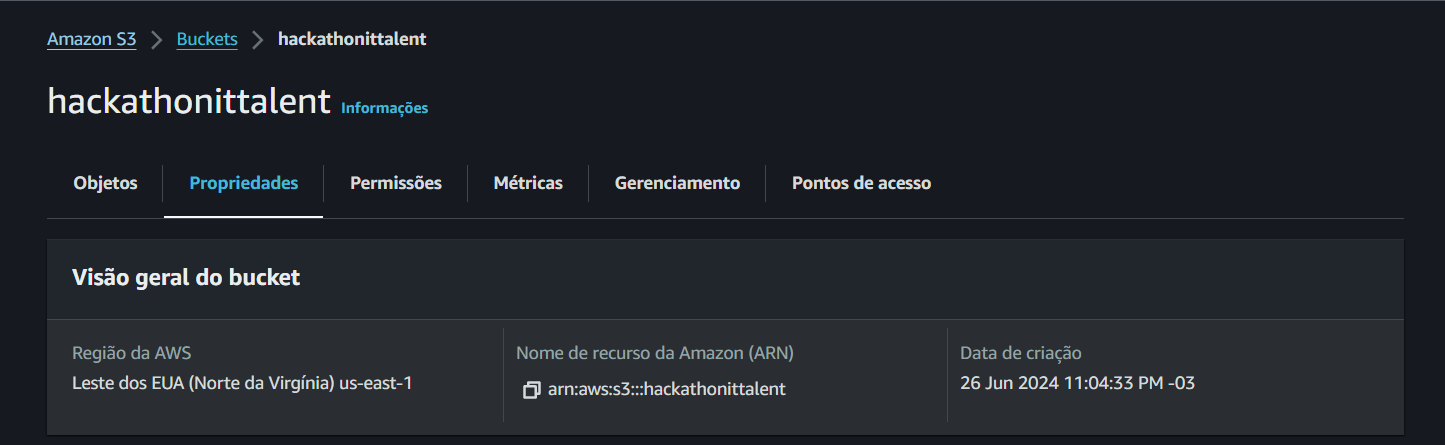 Amazon S3 > Buckets > hackathonittalent
hackathonittalent Informações
Objetos Propriedades Permissões Métricas Gerenciamento Pontos de acesso
Visão geral do bucket
Região da AWS
Leste dos EUA (Norte da Virgínia) us-east-1
Nome de recurso da Amazon (ARN)
arn:aws:s3:::hackathonittalent
Data de criação
26 Jun 2024 11:04:33 PM -03